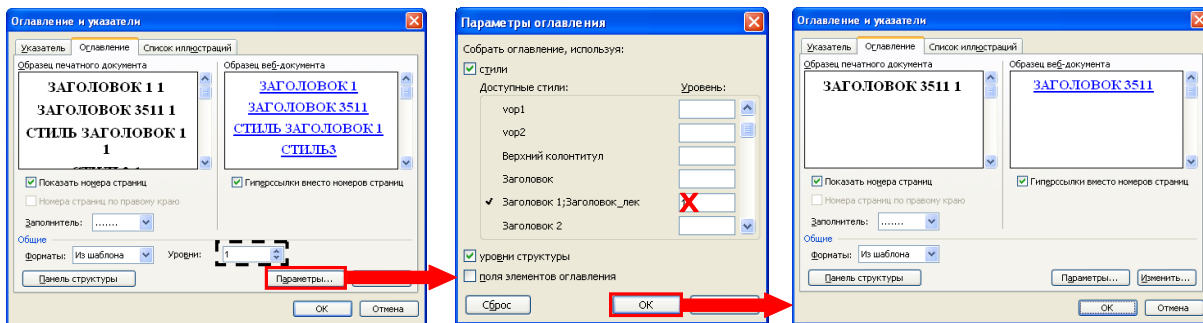 Оглавление и указатели
Указатель Оглавление Список иллюстраций
Образец печатного документа Образец веб-документа
ЗАГОЛОВОК 1 1
ЗАГОЛОВОК 3511 1
СТИЛЬ ЗАГОЛОВОК 1
1
ЗАГОЛОВОК 1
ЗАГОЛОВОК 3511
СТИЛЬ ЗАГОЛОВОК 1
СТИЛЬ3
Показать номера страниц Гиперссылки вместо номеров страниц
Номера страниц по правому краю
Заполнитель: .......
Общие
Форматы: Из шаблона Уровни: 1
Панель структуры Параметры...
ОК Отмена
Параметры оглавления
Собрать оглавление, используя:
стили
Доступные стили: Уровень:
vop1
vop2
Верхний колонтитул
Заголовок
Заголовок 1;Заголовок_лек
Заголовок 2
уровни структуры
поля элементов оглавления
Сброс ОК
Оглавление и указатели
Указатель Оглавление Список иллюстраций
Образец печатного документа Образец веб-документа
ЗАГОЛОВОК 3511 1 ЗАГОЛОВОК 3511
Показать номера страниц Гиперссылки вместо номеров страниц
Номера страниц по правому краю
Заполнитель: .......
Общие
Форматы: Из шаблона
Панель структуры Параметры... Изменить...
ОК Отмена